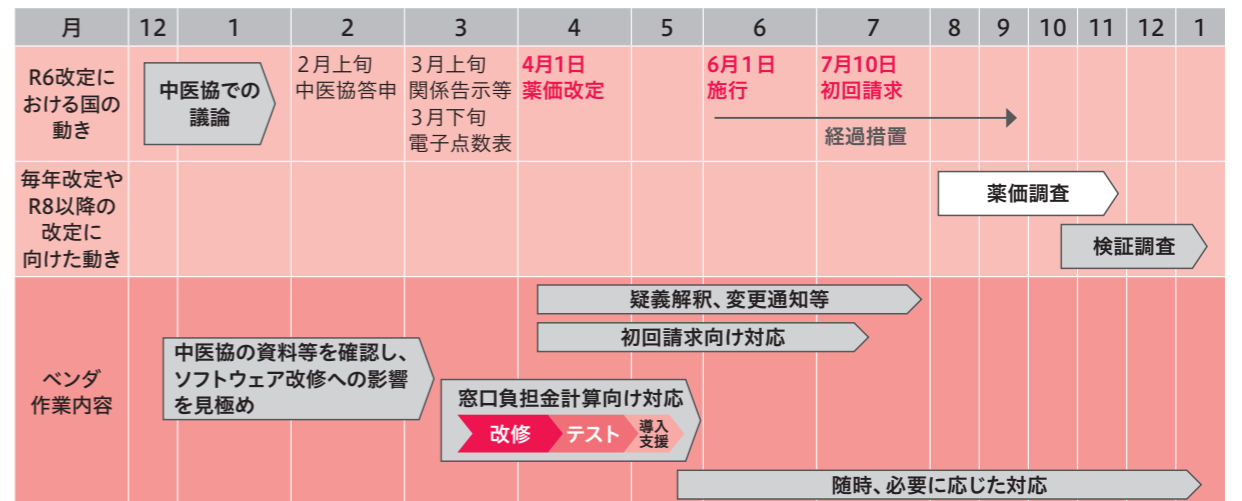 月 12 1 2 3 4 5 6 7 8 9 10 11 12 1
R6改定に
おける国の
動き
中医協での
議論
2月上旬
中医協答申
3月上旬
関係告示等
3月下旬
電子点数表
4月1日
薬価改定
6月1日
施行
7月10日
初回請求
経過措置
毎年改定や
R8以降の
改定に
向けた動き
薬価調査
検証調査
ベンダ
作業内容
疑義解釈、変更通知等
初回請求向け対応
中医協の資料等を確認し、
ソフトウェア改修への影響
を見極め
窓口負担金計算向け対応
改修
テスト
導入
支援
随時、必要に応じた対応